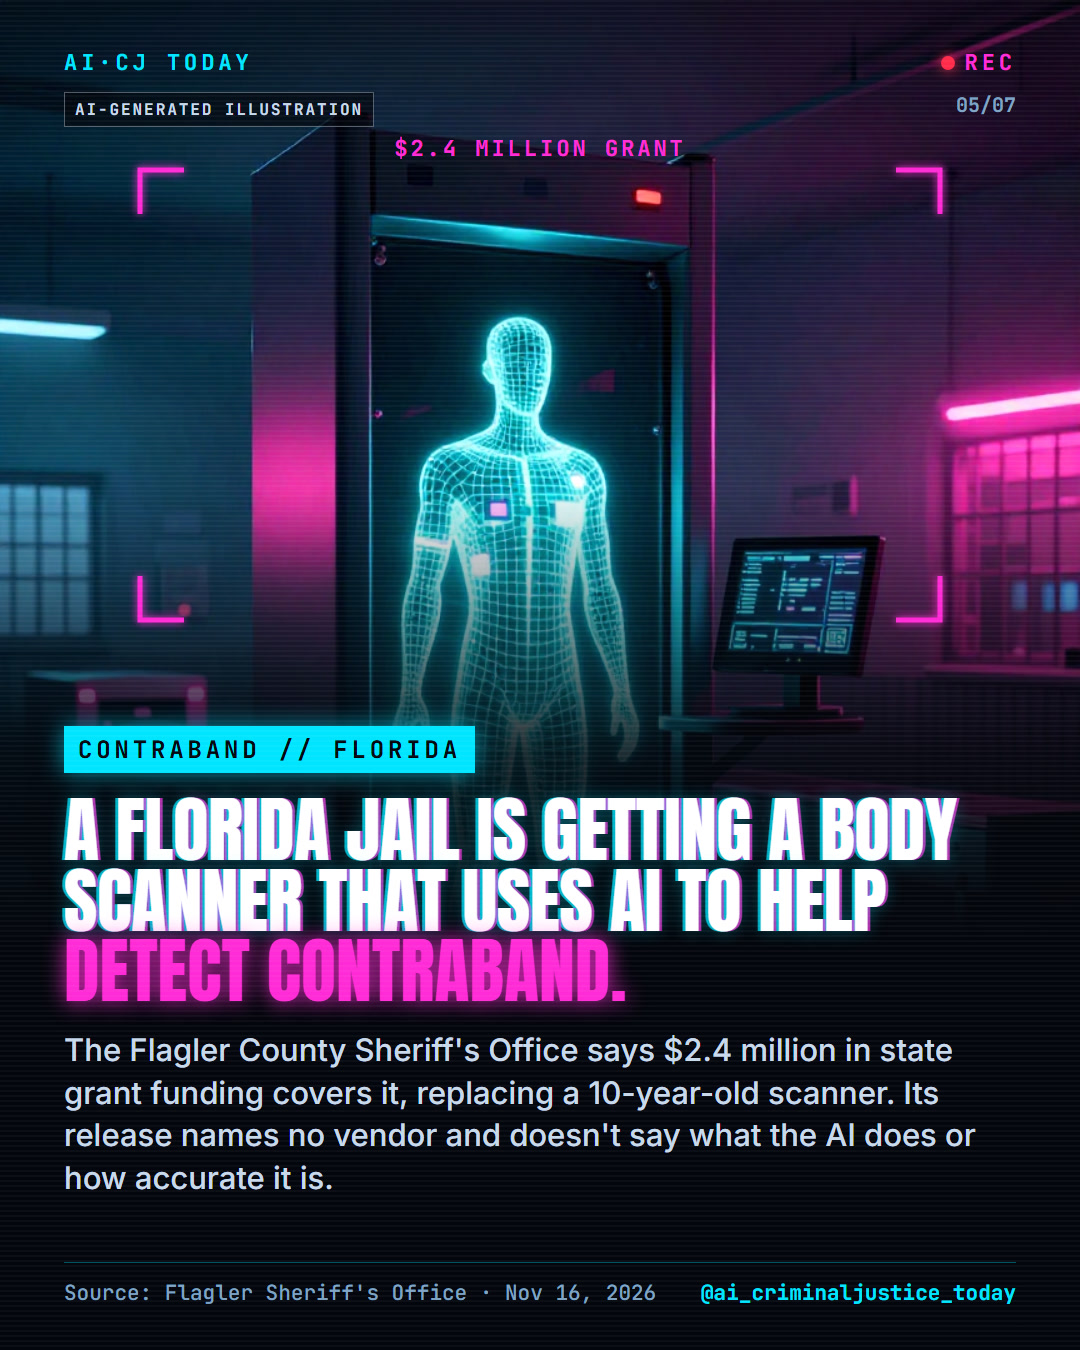 AI·CJ TODAY
REC
AI-GENERATED ILLUSTRATION
05/07
$2.4 MILLION GRANT
CONTRABAND // FLORIDA
A FLORIDA JAIL IS GETTING A BODY
SCANNER THAT USES AI TO HELP
DETECT CONTRABAND.
The Flagler County Sheriff's Office says $2.4 million in state
grant funding covers it, replacing a 10-year-old scanner. Its
release names no vendor and doesn't say what the AI does or
how accurate it is.
Source: Flagler Sheriff's Office · Nov 16, 2026
@ai_criminaljustice_today